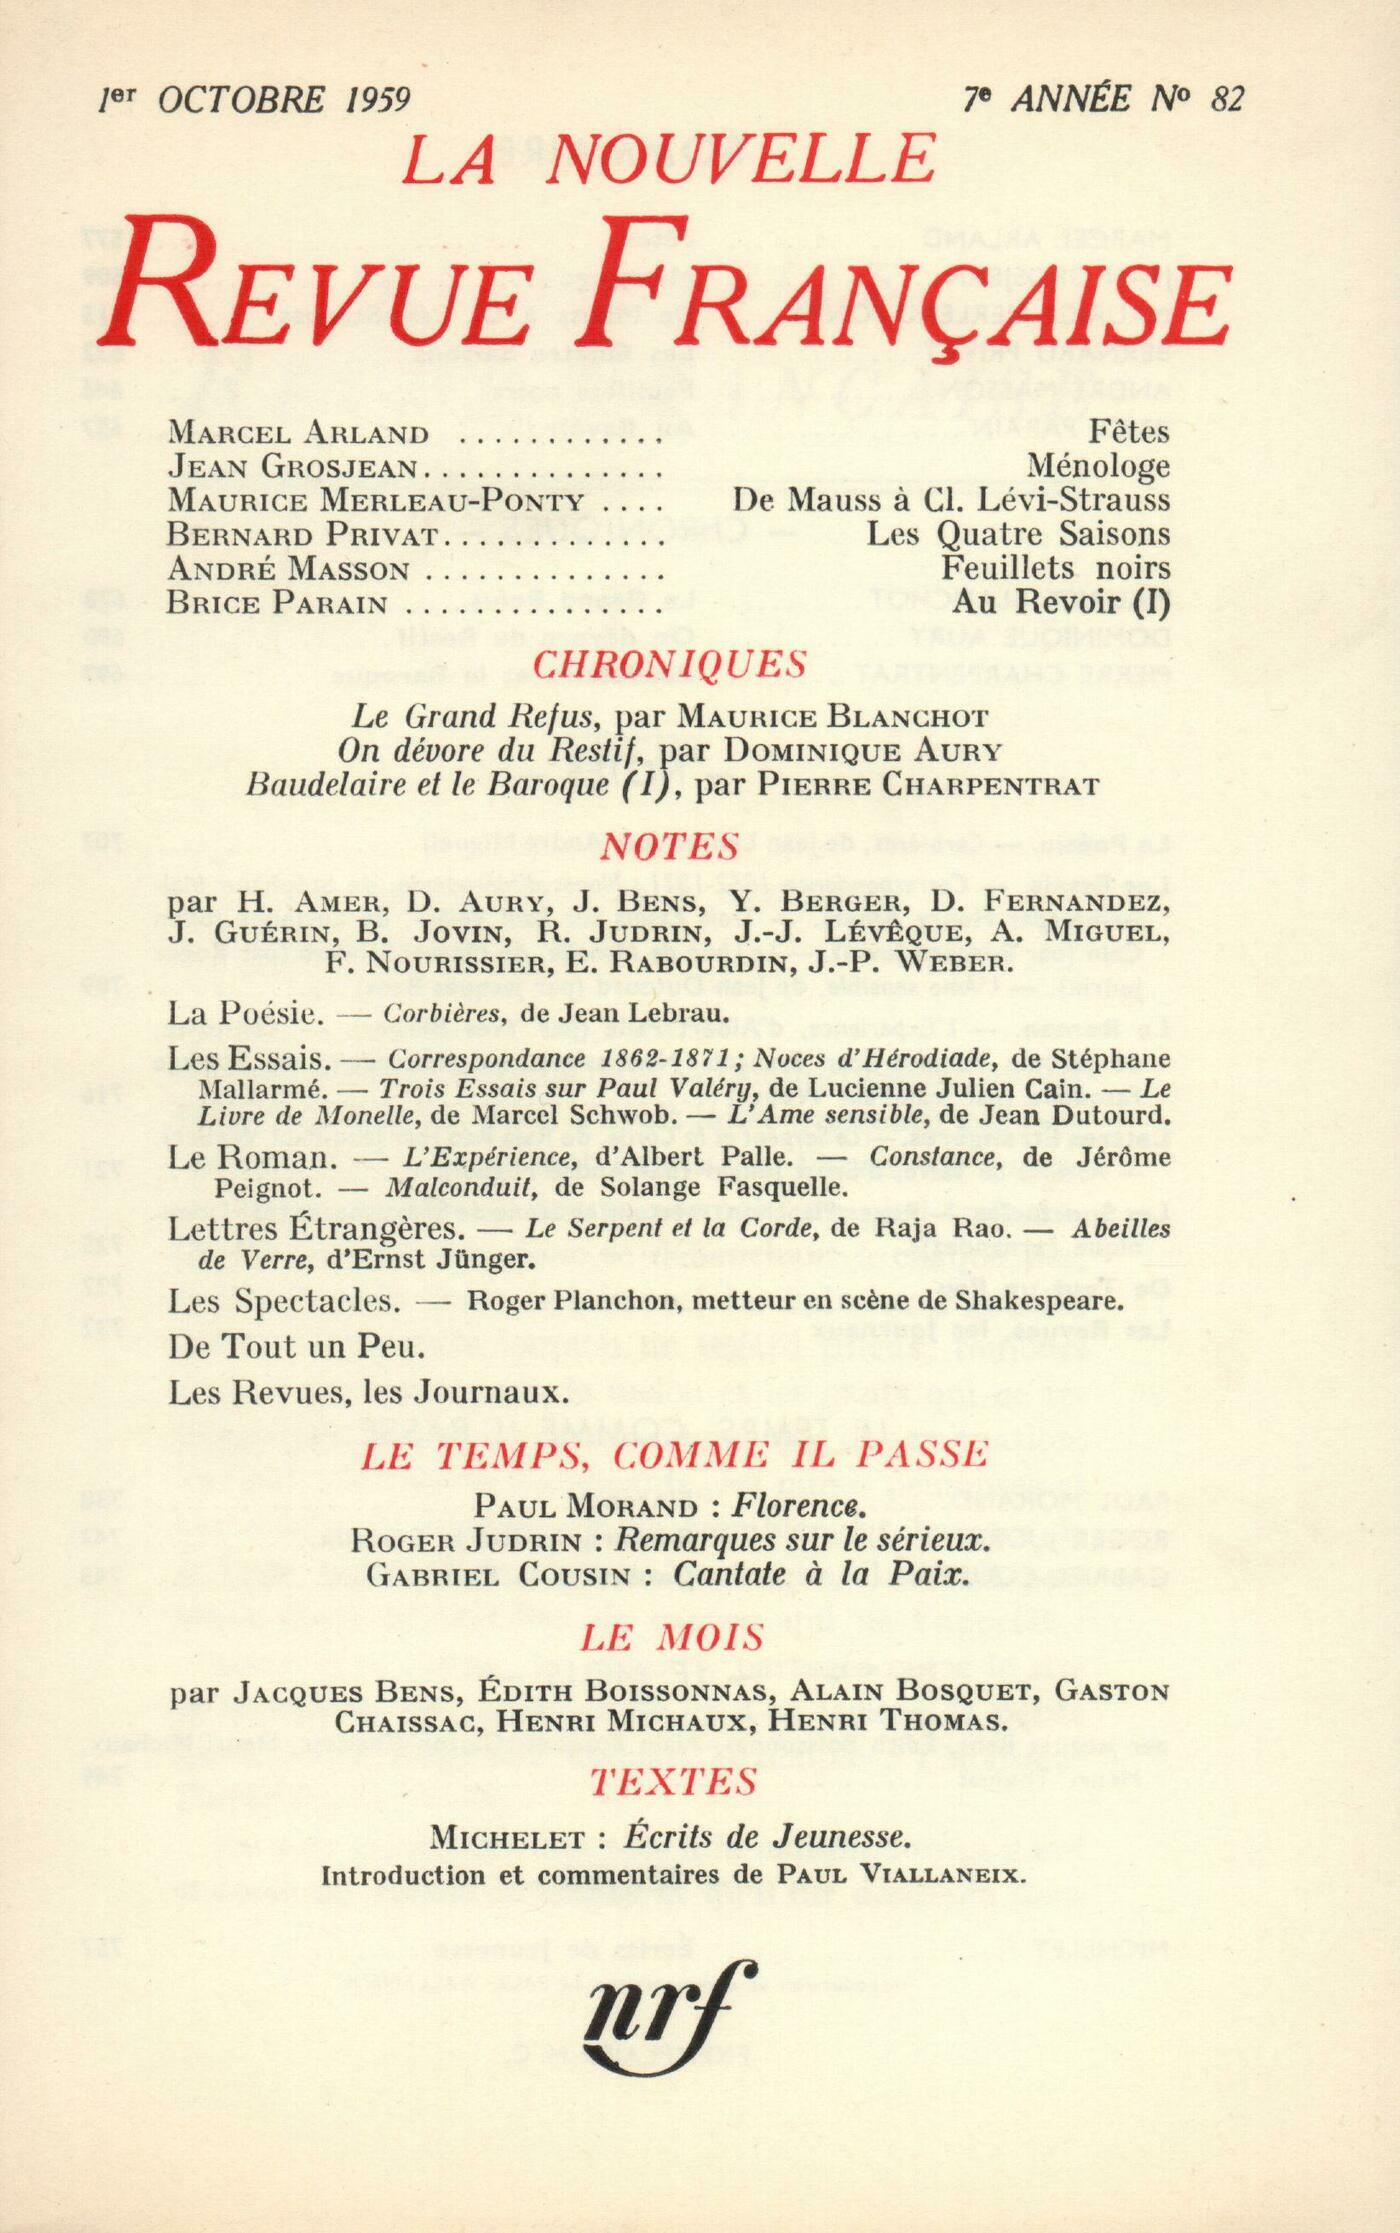 1er OCTOBRE 1959 7e ANNÉE No 82
LA NOUVELLE
REVUE FRANÇAISE
MARCEL ARLAND ............ Fêtes
JEAN GROSJEAN.............. Ménologe
MAURICE MERLEAU-PONTY .... De Mauss à Cl. Lévi-Strauss
BERNARD PRIVAT............. Les Quatre Saisons
ANDRÉ MASSON .............. Feuillets noirs
BRICE PARAIN ............... Au Revoir (I)
CHRONIQUES
Le Grand Refus, par MAURICE BLANCHOT
On dévore du Restif, par DOMINIQUE AURY
Baudelaire et le Baroque (I), par PIERRE CHARPENTRAT
NOTES
par H. AMER, D. AURY, J. BENS, Y. BERGER, D. FERNANDEZ,
J. GUÉRIN, B. JOVIN, R. JUDRIN, J.-J. LÉVÊQUE, A. MIGUEL,
F. NOURISSIER, E. RABOURDIN, J.-P. WEBER.
La Poésie. — Corbières, de Jean Lebrau.
Les Essais. — Correspondance 1862-1871; Noces d'Hérodiade, de Stéphane
Mallarmé. — Trois Essais sur Paul Valéry, de Lucienne Julien Cain. — Le
Livre de Monelle, de Marcel Schwob. — L'Ame sensible, de Jean Dutourd.
Le Roman. — L'Expérience, d'Albert Palle. — Constance, de Jérôme
Peignot. — Malconduit, de Solange Fasquelle.
Lettres Étrangères. — Le Serpent et la Corde, de Raja Rao. — Abeilles
de Verre, d'Ernst Jünger.
Les Spectacles. — Roger Planchon, metteur en scène de Shakespeare.
De Tout un Peu.
Les Revues, les Journaux.
LE TEMPS, COMME IL PASSE
PAUL MORAND : Florence.
ROGER JUDRIN : Remarques sur le sérieux.
GABRIEL COUSIN : Cantate à la Paix.
LE MOIS
par JACQUES BENS, ÉDITH BOISSONNAS, ALAIN BOSQUET, GASTON
CHAISSAC, HENRI MICHAUX, HENRI THOMAS.
TEXTES
MICHELET : Écrits de Jeunesse.
Introduction et commentaires de PAUL VIALLANEIX.
nrf